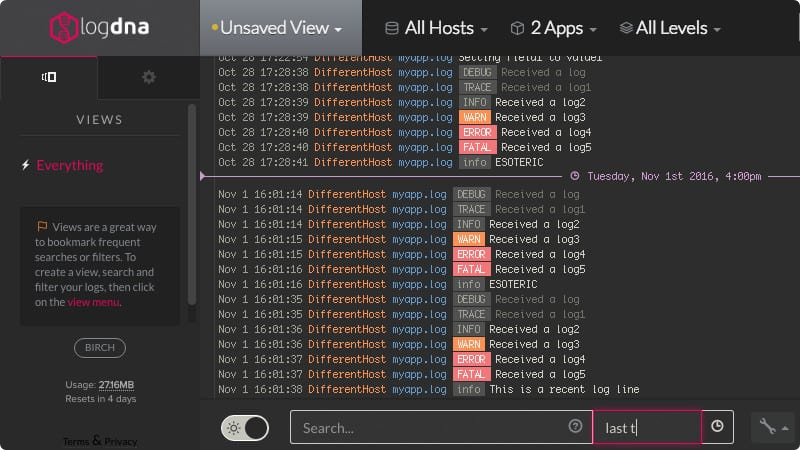 logdna
Unsaved View
All Hosts
2 Apps
All Levels
VIEWS
Everything
Views are a great way
to bookmark frequent
searches or filters. To
create a view, search and
filter your logs, then click
on the view menu.
BIRCH
Usage: 27.16MB
Resets in 4 days
Terms & Privacy
Oct 28 17:22:54 DifferentHost myapp.log Setting field1 to value1
Oct 28 17:28:38 DifferentHost myapp.log DEBUG Received a log
Oct 28 17:28:38 DifferentHost myapp.log TRACE Received a log1
Oct 28 17:28:39 DifferentHost myapp.log INFO Received a log2
Oct 28 17:28:39 DifferentHost myapp.log WARN Received a log3
Oct 28 17:28:40 DifferentHost myapp.log ERROR Received a log4
Oct 28 17:28:40 DifferentHost myapp.log FATAL Received a log5
Oct 28 17:28:41 DifferentHost myapp.log info ESOTERIC
Tuesday, Nov 1st 2016, 4:00pm
Nov 1 16:01:14 DifferentHost myapp.log DEBUG Received a log
Nov 1 16:01:14 DifferentHost myapp.log TRACE Received a log1
Nov 1 16:01:14 DifferentHost myapp.log INFO Received a log2
Nov 1 16:01:15 DifferentHost myapp.log WARN Received a log3
Nov 1 16:01:15 DifferentHost myapp.log ERROR Received a log4
Nov 1 16:01:16 DifferentHost myapp.log FATAL Received a log5
Nov 1 16:01:16 DifferentHost myapp.log info ESOTERIC
Nov 1 16:01:35 DifferentHost myapp.log DEBUG Received a log
Nov 1 16:01:35 DifferentHost myapp.log TRACE Received a log1
Nov 1 16:01:36 DifferentHost myapp.log INFO Received a log2
Nov 1 16:01:36 DifferentHost myapp.log WARN Received a log3
Nov 1 16:01:37 DifferentHost myapp.log ERROR Received a log4
Nov 1 16:01:37 DifferentHost myapp.log FATAL Received a log5
Nov 1 16:01:38 DifferentHost myapp.log info This is a recent log line
Search...
last t